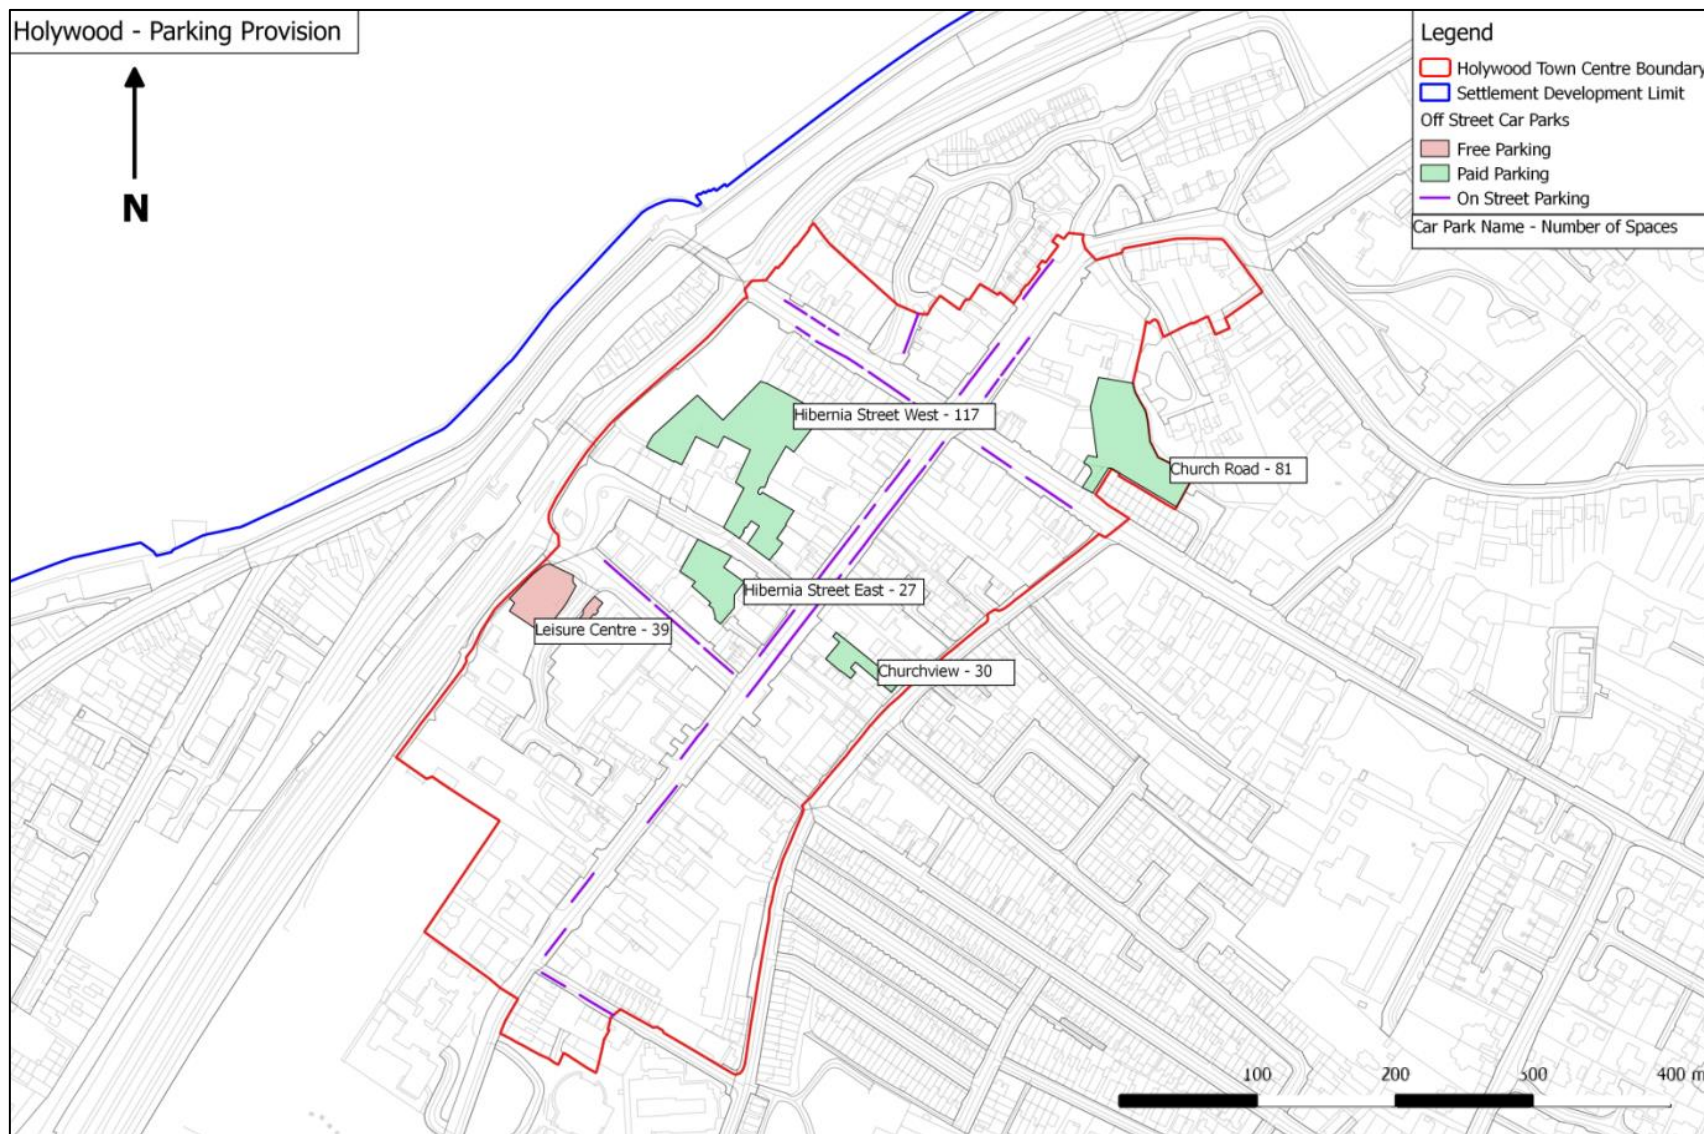 Holywood - Parking Provision
N
Legend
Holywood Town Centre Boundary
Settlement Development Limit
Off Street Car Parks
Free Parking
Paid Parking
On Street Parking
Car Park Name - Number of Spaces
Hibernia Street West - 117
Church Road - 81
Hibernia Street East - 27
Leisure Centre - 39
Churchview - 30
100 200 300 400 m